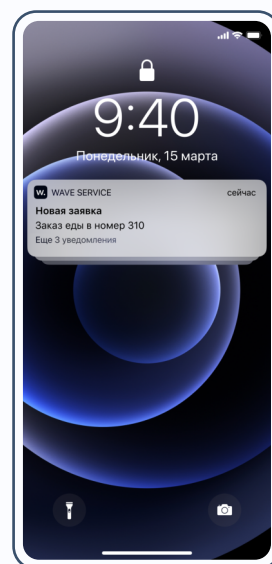 9:40
Понедельник, 15 марта
w. WAVE SERVICE сейчас
Новая заявка
Заказ еды в номер 310
Еще 3 уведомления